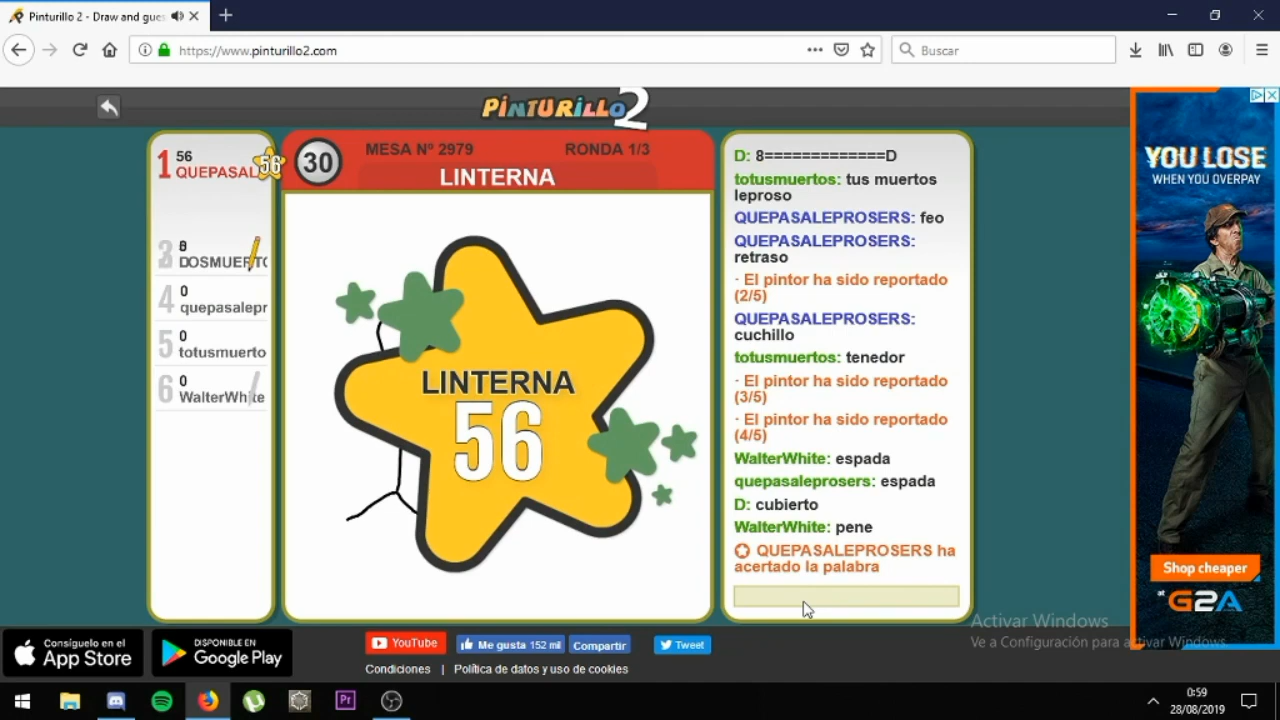 Pinturillo 2 - Draw and gues
https://www.pinturillo2.com
Buscar
PINTURILLO 2
1
56
QUEPASAL
56
3
DOSMUERT
4
0
quepasalepr
5
0
totusmuerto
6
0
WalterWhite
30
MESA Nº 2979
RONDA 1/3
LINTERNA
LINTERNA
56
D: 8=============D
totusmuertos: tus muertos
leproso
QUEPASALEPROSERS: feo
QUEPASALEPROSERS:
retraso
- El pintor ha sido reportado
(2/5)
QUEPASALEPROSERS:
cuchillo
totusmuertos: tenedor
- El pintor ha sido reportado
(3/5)
- El pintor ha sido reportado
(4/5)
WalterWhite: espada
quepasaleprosers: espada
D: cubierto
WalterWhite: pene
QUEPASALEPROSERS ha
acertado la palabra
YOU LOSE
WHEN YOU OVERPAY
Shop cheaper
at G2A
Activar Windows
Ve a Configuración para activar Windows.
Consíguelo en el
App Store
DISPONIBLE EN
Google Play
YouTube
Me gusta 152 mil
Compartir
Tweet
Condiciones | Política de datos y uso de cookies
Pr
0:59
28/08/2019